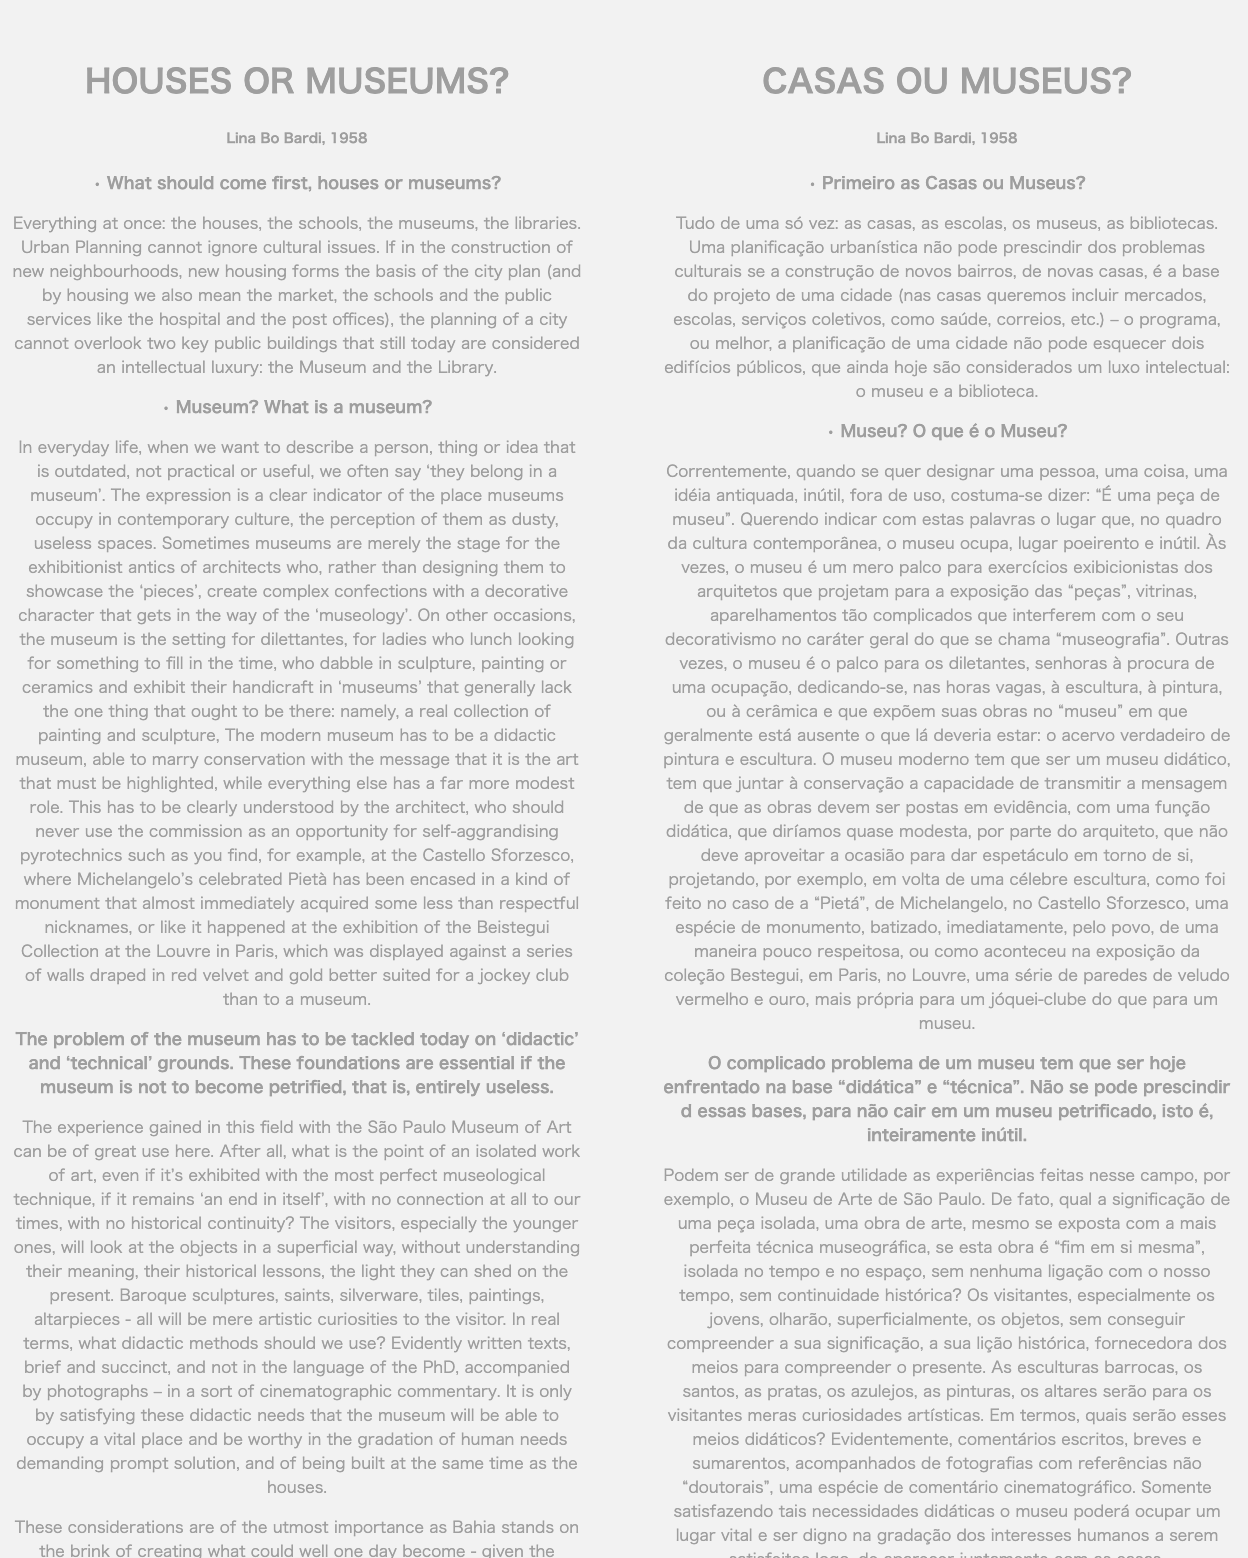 HOUSES OR MUSEUMS?
Lina Bo Bardi, 1958
• What should come first, houses or museums?
Everything at once: the houses, the schools, the museums, the libraries.
Urban Planning cannot ignore cultural issues. If in the construction of
new neighbourhoods, new housing forms the basis of the city plan (and
by housing we also mean the market, the schools and the public
services like the hospital and the post offices), the planning of a city
cannot overlook two key public buildings that still today are considered
an intellectual luxury: the Museum and the Library.
• Museum? What is a museum?
In everyday life, when we want to describe a person, thing or idea that
is outdated, not practical or useful, we often say ‘they belong in a
museum’. The expression is a clear indicator of the place museums
occupy in contemporary culture, the perception of them as dusty,
useless spaces. Sometimes museums are merely the stage for the
exhibitionist antics of architects who, rather than designing them to
showcase the ‘pieces’, create complex confections with a decorative
character that gets in the way of the ‘museology’. On other occasions,
the museum is the setting for dilettantes, for ladies who lunch looking
for something to fill in the time, who dabble in sculpture, painting or
ceramics and exhibit their handicraft in ‘museums’ that generally lack
the one thing that ought to be there: namely, a real collection of
painting and sculpture, The modern museum has to be a didactic
museum, able to marry conservation with the message that it is the art
that must be highlighted, while everything else has a far more modest
role. This has to be clearly understood by the architect, who should
never use the commission as an opportunity for self-aggrandising
pyrotechnics such as you find, for example, at the Castello Sforzesco,
where Michelangelo’s celebrated Pietà has been encased in a kind of
monument that almost immediately acquired some less than respectful
nicknames, or like it happened at the exhibition of the Beistegui
Collection at the Louvre in Paris, which was displayed against a series
of walls draped in red velvet and gold better suited for a jockey club
than to a museum.
The problem of the museum has to be tackled today on ‘didactic’
and ‘technical’ grounds. These foundations are essential if the
museum is not to become petrified, that is, entirely useless.
The experience gained in this field with the São Paulo Museum of Art
can be of great use here. After all, what is the point of an isolated work
of art, even if it’s exhibited with the most perfect museological
technique, if it remains ‘an end in itself’, with no connection at all to our
times, with no historical continuity? The visitors, especially the younger
ones, will look at the objects in a superficial way, without understanding
their meaning, their historical lessons, the light they can shed on the
present. Baroque sculptures, saints, silverware, tiles, paintings,
altarpieces - all will be mere artistic curiosities to the visitor. In real
terms, what didactic methods should we use? Evidently written texts,
brief and succinct, and not in the language of the PhD, accompanied
by photographs – in a sort of cinematographic commentary. It is only
by satisfying these didactic needs that the museum will be able to
occupy a vital place and be worthy in the gradation of human needs
demanding prompt solution, and of being built at the same time as the
houses.
These considerations are of the utmost importance as Bahia stands on
the brink of creating what could well one day become - given the
CASAS OU MUSEUS?
Lina Bo Bardi, 1958
• Primeiro as Casas ou Museus?
Tudo de uma só vez: as casas, as escolas, os museus, as bibliotecas.
Uma planificação urbanística não pode prescindir dos problemas
culturais se a construção de novos bairros, de novas casas, é a base
do projeto de uma cidade (nas casas queremos incluir mercados,
escolas, serviços coletivos, como saúde, correios, etc.) – o programa,
ou melhor, a planificação de uma cidade não pode esquecer dois
edifícios públicos, que ainda hoje são considerados um luxo intelectual:
o museu e a biblioteca.
• Museu? O que é o Museu?
Correntemente, quando se quer designar uma pessoa, uma coisa, uma
idéia antiquada, inútil, fora de uso, costuma-se dizer: “É uma peça de
museu”. Querendo indicar com estas palavras o lugar que, no quadro
da cultura contemporânea, o museu ocupa, lugar poeirento e inútil. Às
vezes, o museu é um mero palco para exercícios exibicionistas dos
arquitetos que projetam para a exposição das “peças”, vitrinas,
aparelhamentos tão complicados que interferem com o seu
decorativismo no caráter geral do que se chama “museografia”. Outras
vezes, o museu é o palco para os diletantes, senhoras à procura de
uma ocupação, dedicando-se, nas horas vagas, à escultura, à pintura,
ou à cerâmica e que expõem suas obras no “museu” em que
geralmente está ausente o que lá deveria estar: o acervo verdadeiro de
pintura e escultura. O museu moderno tem que ser um museu didático,
tem que juntar à conservação a capacidade de transmitir a mensagem
de que as obras devem ser postas em evidência, com uma função
didática, que diríamos quase modesta, por parte do arquiteto, que não
deve aproveitar a ocasião para dar espetáculo em torno de si,
projetando, por exemplo, em volta de uma célebre escultura, como foi
feito no caso de a “Pietá”, de Michelangelo, no Castello Sforzesco, uma
espécie de monumento, batizado, imediatamente, pelo povo, de uma
maneira pouco respeitosa, ou como aconteceu na exposição da
coleção Bestegui, em Paris, no Louvre, uma série de paredes de veludo
vermelho e ouro, mais própria para um jóquei-clube do que para um
museu.
O complicado problema de um museu tem que ser hoje
enfrentado na base “didática” e “técnica”. Não se pode prescindir
d essas bases, para não cair em um museu petrificado, isto é,
inteiramente inútil.
Podem ser de grande utilidade as experiências feitas nesse campo, por
exemplo, o Museu de Arte de São Paulo. De fato, qual a significação de
uma peça isolada, uma obra de arte, mesmo se exposta com a mais
perfeita técnica museográfica, se esta obra é “fim em si mesma”,
isolada no tempo e no espaço, sem nenhuma ligação com o nosso
tempo, sem continuidade histórica? Os visitantes, especialmente os
jovens, olharão, superficialmente, os objetos, sem conseguir
compreender a sua significação, a sua lição histórica, fornecedora dos
meios para compreender o presente. As esculturas barrocas, os
santos, as pratas, os azulejos, as pinturas, os altares serão para os
visitantes meras curiosidades artísticas. Em termos, quais serão esses
meios didáticos? Evidentemente, comentários escritos, breves e
sumarentos, acompanhados de fotografias com referências não
“doutorais”, uma espécie de comentário cinematográfico. Somente
satisfazendo tais necessidades didáticas o museu poderá ocupar um
lugar vital e ser digno na gradação dos interesses humanos a serem